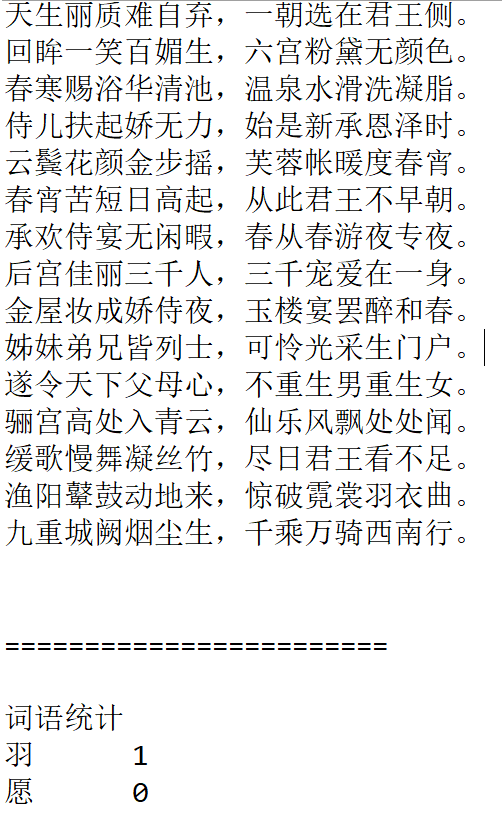 天生丽质难自弃，一朝选在君王侧。
回眸一笑百媚生，六宫粉黛无颜色。
春寒赐浴华清池，温泉水滑洗凝脂。
侍儿扶起娇无力，始是新承恩泽时。
云鬓花颜金步摇，芙蓉帐暖度春宵。
春宵苦短日高起，从此君王不早朝。
承欢侍宴无闲暇，春从春游夜专夜。
后宫佳丽三千人，三千宠爱在一身。
金屋妆成娇侍夜，玉楼宴罢醉和春。
姊妹弟兄皆列士，可怜光采生门户。
遂令天下父母心，不重生男重生女。
骊宫高处入青云，仙乐风飘处处闻。
缓歌慢舞凝丝竹，尽日君王看不足。
渔阳鼙鼓动地来，惊破霓裳羽衣曲。
九重城阙烟尘生，千乘万骑西南行。
========================
词语统计
羽 1
愿 0